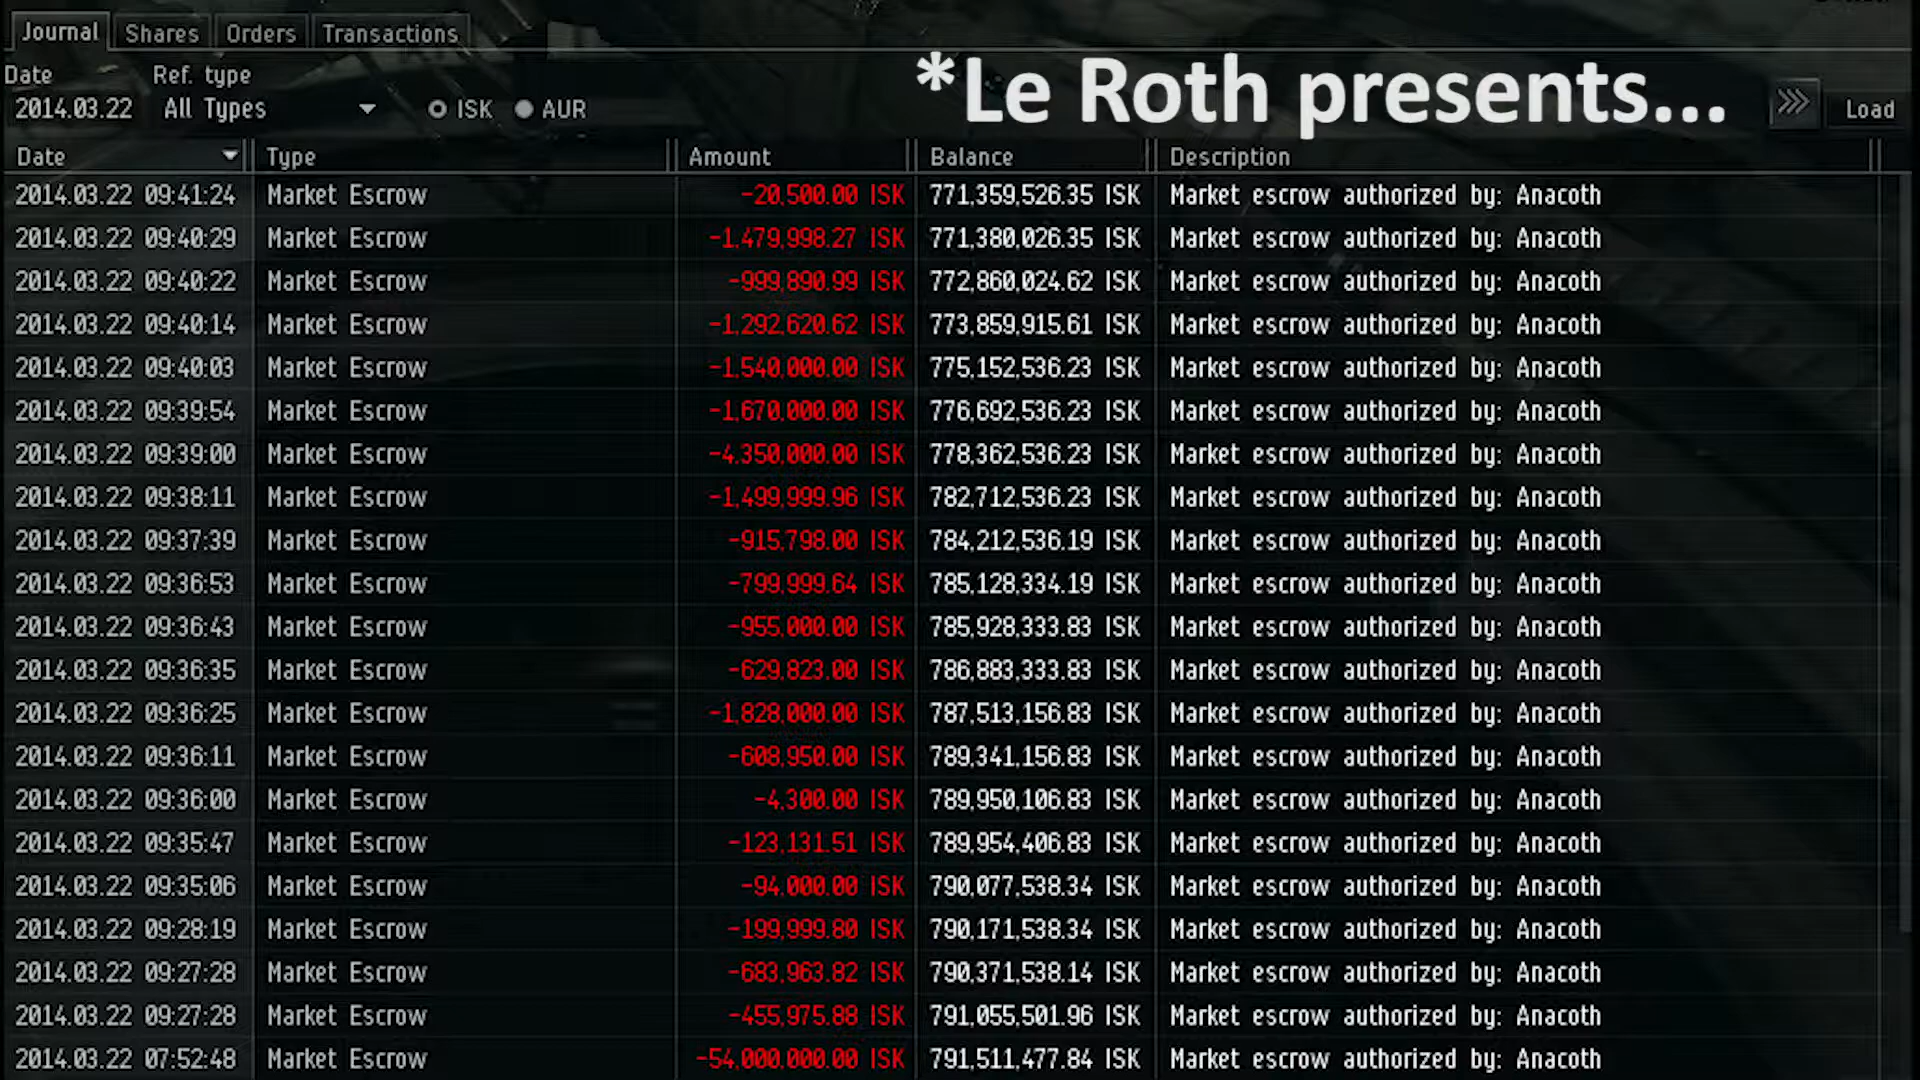 Journal Shares Orders Transactions
*Le Roth presents...
Date Ref. type
2014.03.22 All Types ISK AUR Load
Date Type Amount Balance Description
2014.03.22 09:41:24 Market Escrow -20,500.00 ISK 771,359,526.35 ISK Market escrow authorized by: Anacoth
2014.03.22 09:40:29 Market Escrow -1,479,998.27 ISK 771,380,026.35 ISK Market escrow authorized by: Anacoth
2014.03.22 09:40:22 Market Escrow -999,890.99 ISK 772,860,024.62 ISK Market escrow authorized by: Anacoth
2014.03.22 09:40:14 Market Escrow -1,292,620.62 ISK 773,859,915.61 ISK Market escrow authorized by: Anacoth
2014.03.22 09:40:03 Market Escrow -1,540,000.00 ISK 775,152,536.23 ISK Market escrow authorized by: Anacoth
2014.03.22 09:39:54 Market Escrow -1,670,000.00 ISK 776,692,536.23 ISK Market escrow authorized by: Anacoth
2014.03.22 09:39:00 Market Escrow -4,350,000.00 ISK 778,362,536.23 ISK Market escrow authorized by: Anacoth
2014.03.22 09:38:11 Market Escrow -1,499,999.96 ISK 782,712,536.23 ISK Market escrow authorized by: Anacoth
2014.03.22 09:37:39 Market Escrow -915,798.00 ISK 784,212,536.19 ISK Market escrow authorized by: Anacoth
2014.03.22 09:36:53 Market Escrow -799,999.64 ISK 785,128,334.19 ISK Market escrow authorized by: Anacoth
2014.03.22 09:36:43 Market Escrow -955,000.00 ISK 785,928,333.83 ISK Market escrow authorized by: Anacoth
2014.03.22 09:36:35 Market Escrow -629,823.00 ISK 786,883,333.83 ISK Market escrow authorized by: Anacoth
2014.03.22 09:36:25 Market Escrow -1,828,000.00 ISK 787,513,156.83 ISK Market escrow authorized by: Anacoth
2014.03.22 09:36:11 Market Escrow -608,950.00 ISK 789,341,156.83 ISK Market escrow authorized by: Anacoth
2014.03.22 09:36:00 Market Escrow -4,300.00 ISK 789,950,106.83 ISK Market escrow authorized by: Anacoth
2014.03.22 09:35:47 Market Escrow -123,131.51 ISK 789,954,406.83 ISK Market escrow authorized by: Anacoth
2014.03.22 09:35:06 Market Escrow -94,000.00 ISK 790,077,538.34 ISK Market escrow authorized by: Anacoth
2014.03.22 09:28:19 Market Escrow -199,999.80 ISK 790,171,538.34 ISK Market escrow authorized by: Anacoth
2014.03.22 09:27:28 Market Escrow -683,963.82 ISK 790,371,538.14 ISK Market escrow authorized by: Anacoth
2014.03.22 09:27:28 Market Escrow -455,975.88 ISK 791,055,501.96 ISK Market escrow authorized by: Anacoth
2014.03.22 07:52:48 Market Escrow -54,000,000.00 ISK 791,511,477.84 ISK Market escrow authorized by: Anacoth